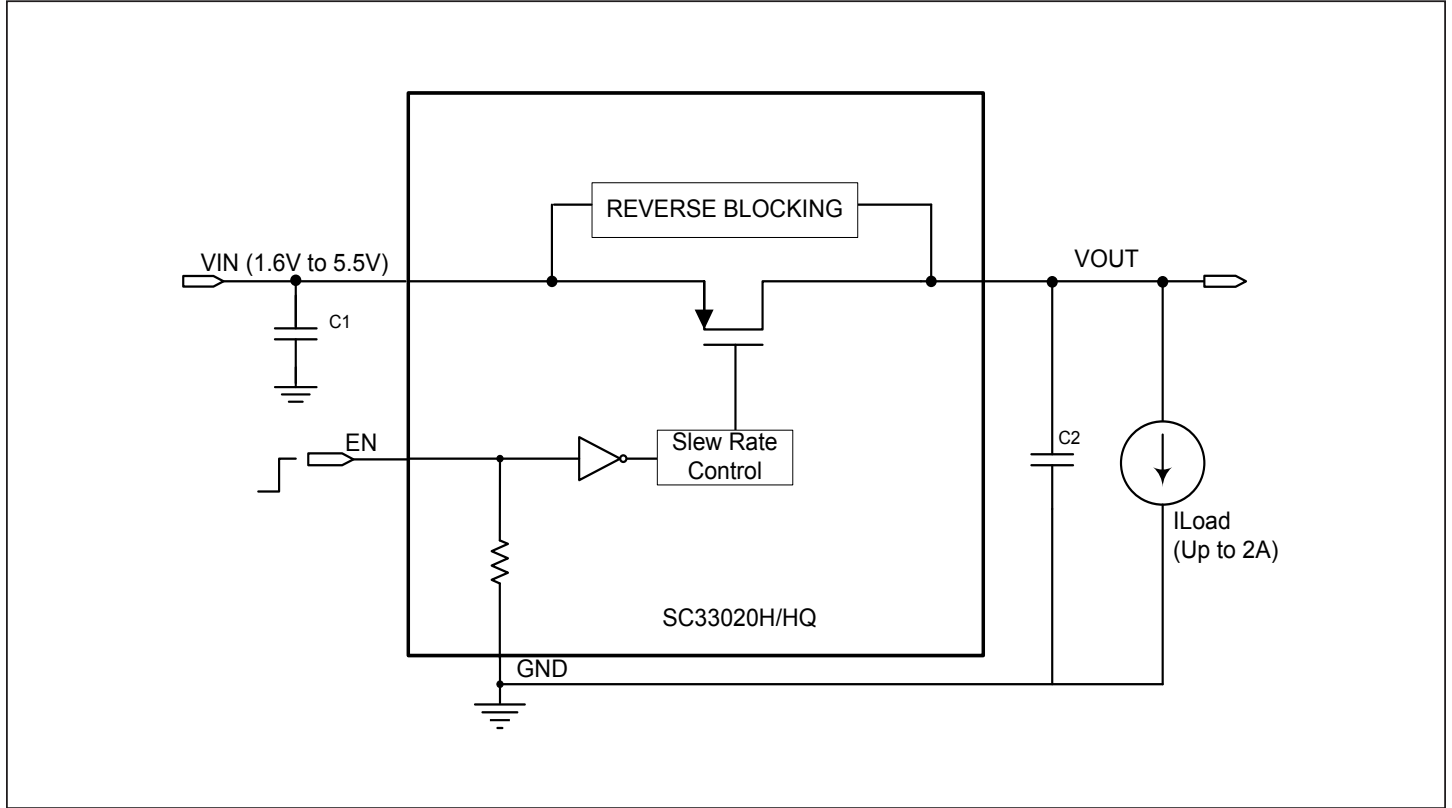 REVERSE BLOCKING
VIN (1.6V to 5.5V)
VOUT
C1
EN
Slew Rate
Control
C2
ILoad
(Up to 2A)
SC33020H/HQ
GND